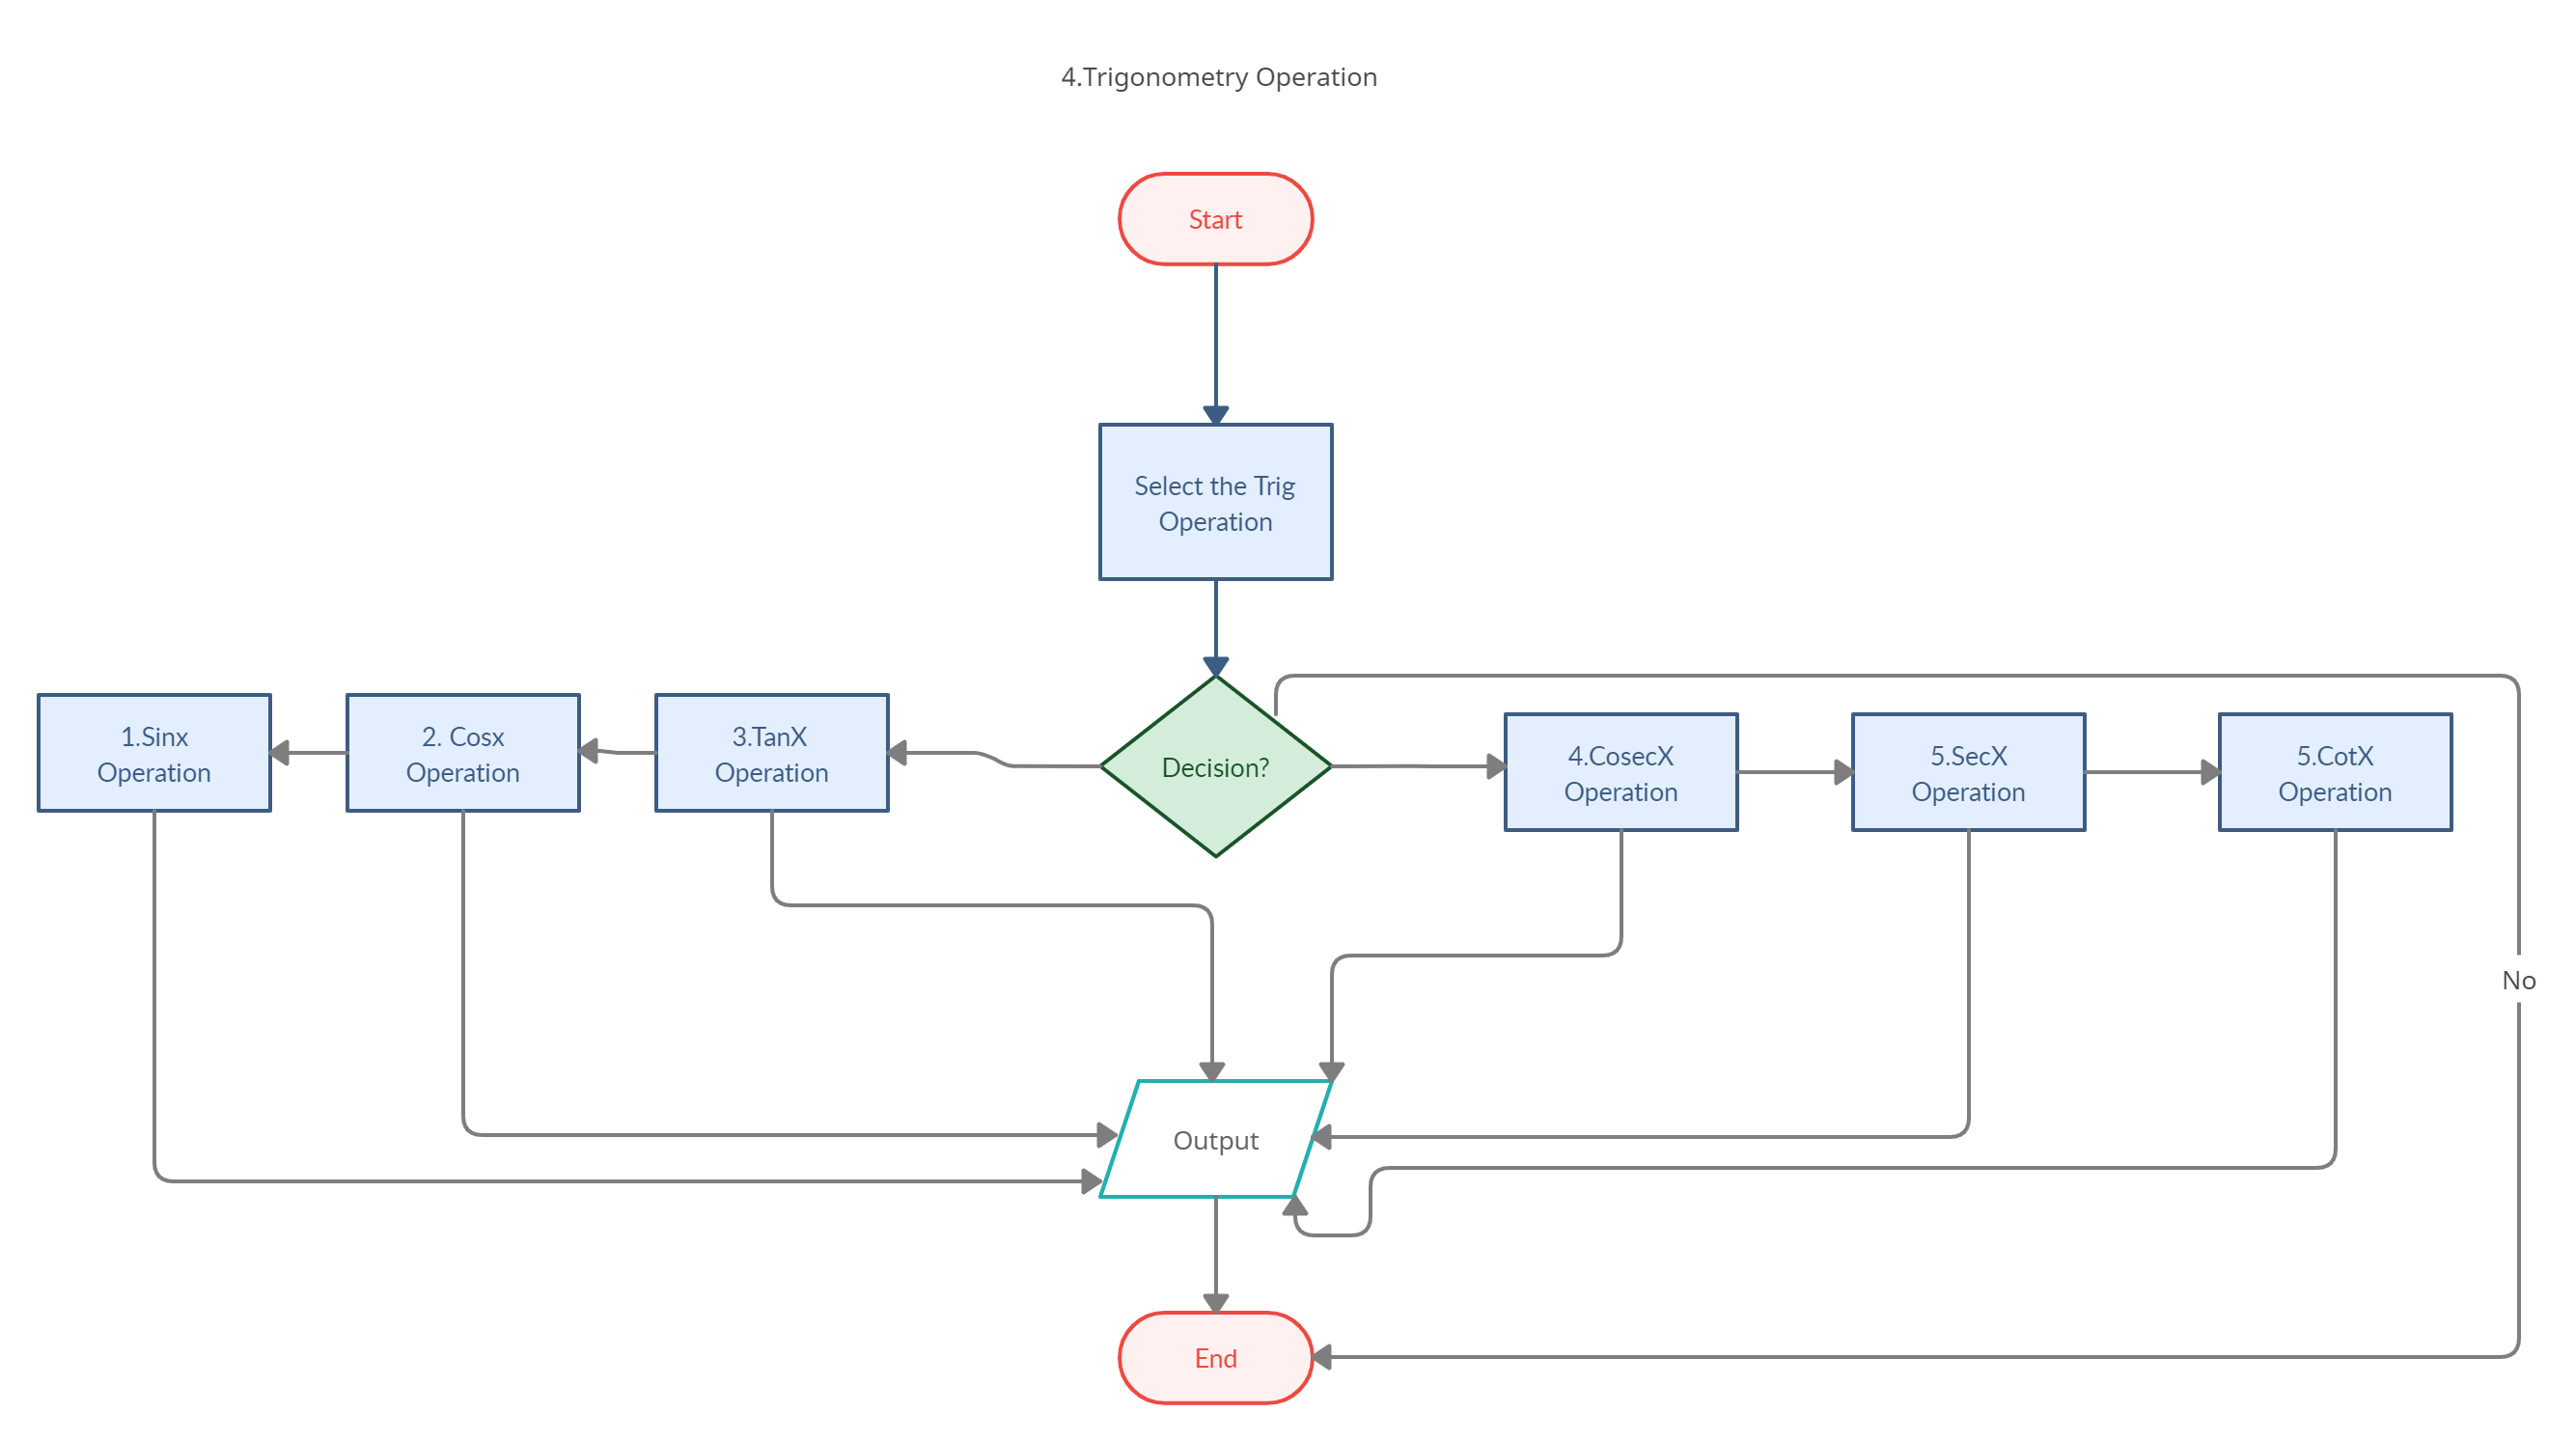 4.Trigonometry Operation
Start
Select the Trig
Operation
1.Sinx
Operation
2. Cosx
Operation
3.TanX
Operation
Decision?
4.CosecX
Operation
5.SecX
Operation
5.CotX
Operation
No
Output
End